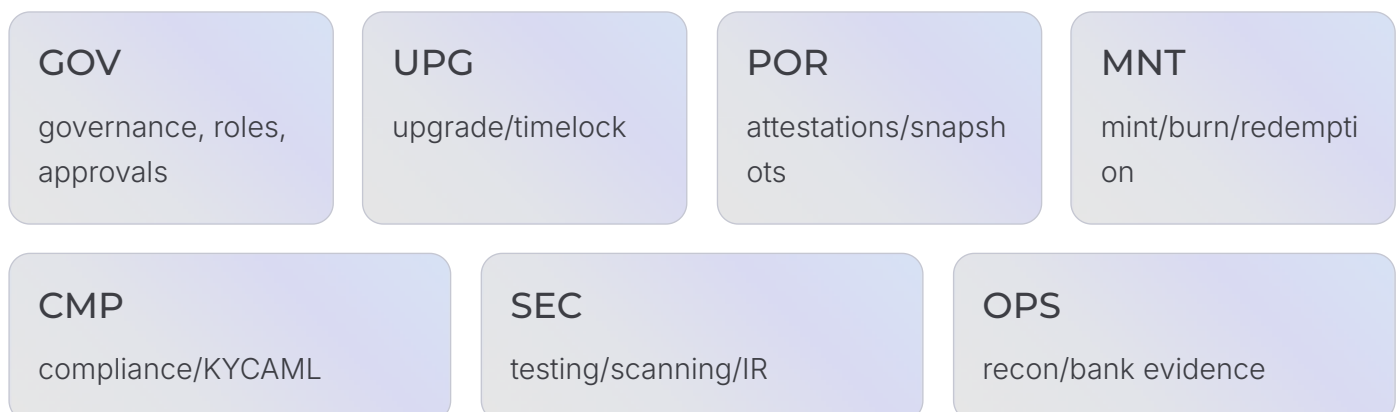 GOV
governance, roles,
approvals
UPG
upgrade/timelock
POR
attestations/snapsh
ots
MNT
mint/burn/redempti
on
CMP
compliance/KYCAML
SEC
testing/scanning/IR
OPS
recon/bank evidence